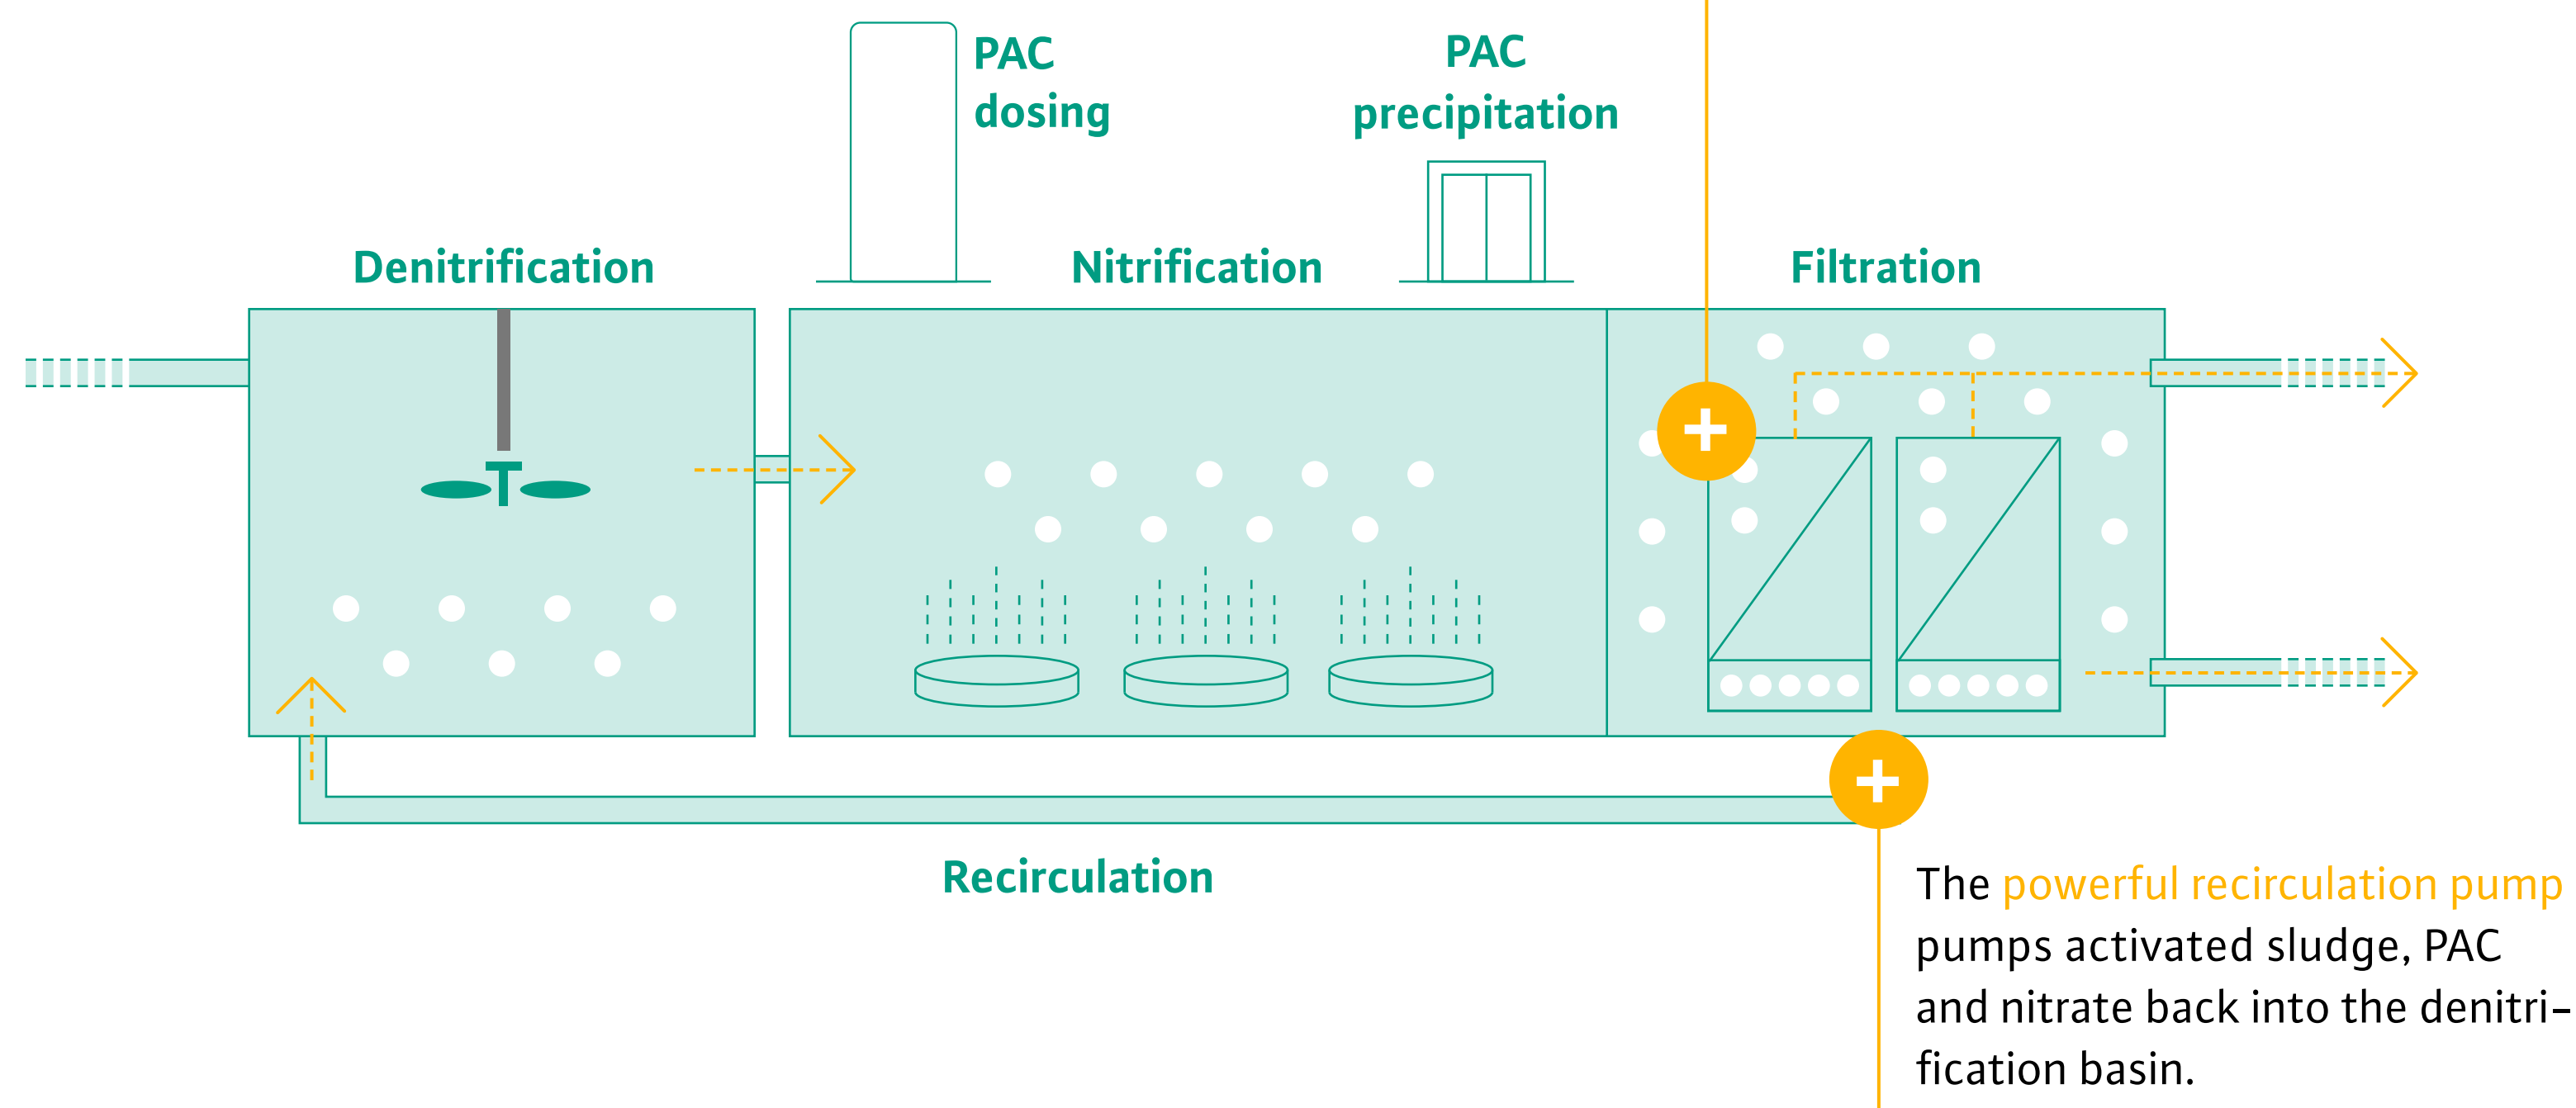 PAC
dosing
PAC
precipitation
Denitrification
Nitrification
Filtration
Recirculation
The powerful recirculation pump
pumps activated sludge, PAC
and nitrate back into the denitri–
fication basin.